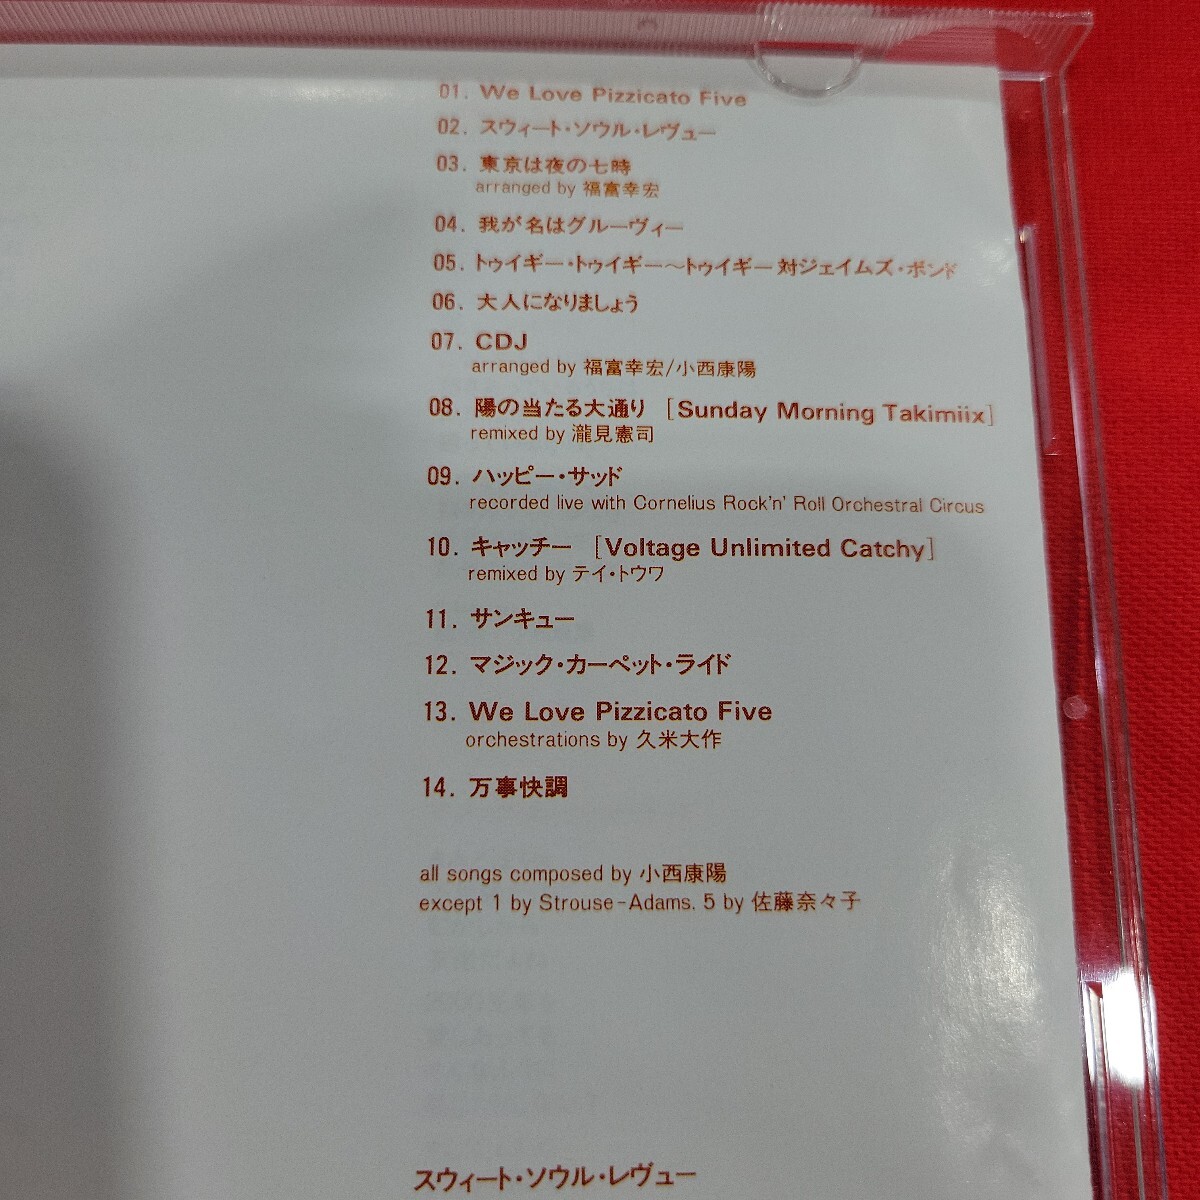 01. We Love Pizzicato Five
02. スウィート・ソウル・レヴュー
03. 東京は夜の七時
arranged by 福富幸宏
04. 我が名はグルーヴィー
05. トゥイギー・トゥイギー〜トゥイギー対ジェイムズ・ボンド
06. 大人になりましょう
07. CDJ
arranged by 福富幸宏/小西康陽
08. 陽の当たる大通り [Sunday Morning Takimiix]
remixed by 瀧見憲司
09. ハッピー・サッド
recorded live with Cornelius Rock'n' Roll Orchestral Circus
10. キャッチー [Voltage Unlimited Catchy]
remixed by テイ・トウワ
11. サンキュー
12. マジック・カーペット・ライド
13. We Love Pizzicato Five
orchestrations by 久米大作
14. 万事快調
all songs composed by 小西康陽
except 1 by Strouse-Adams. 5 by 佐藤奈々子
スウィート・ソウル・レヴュー